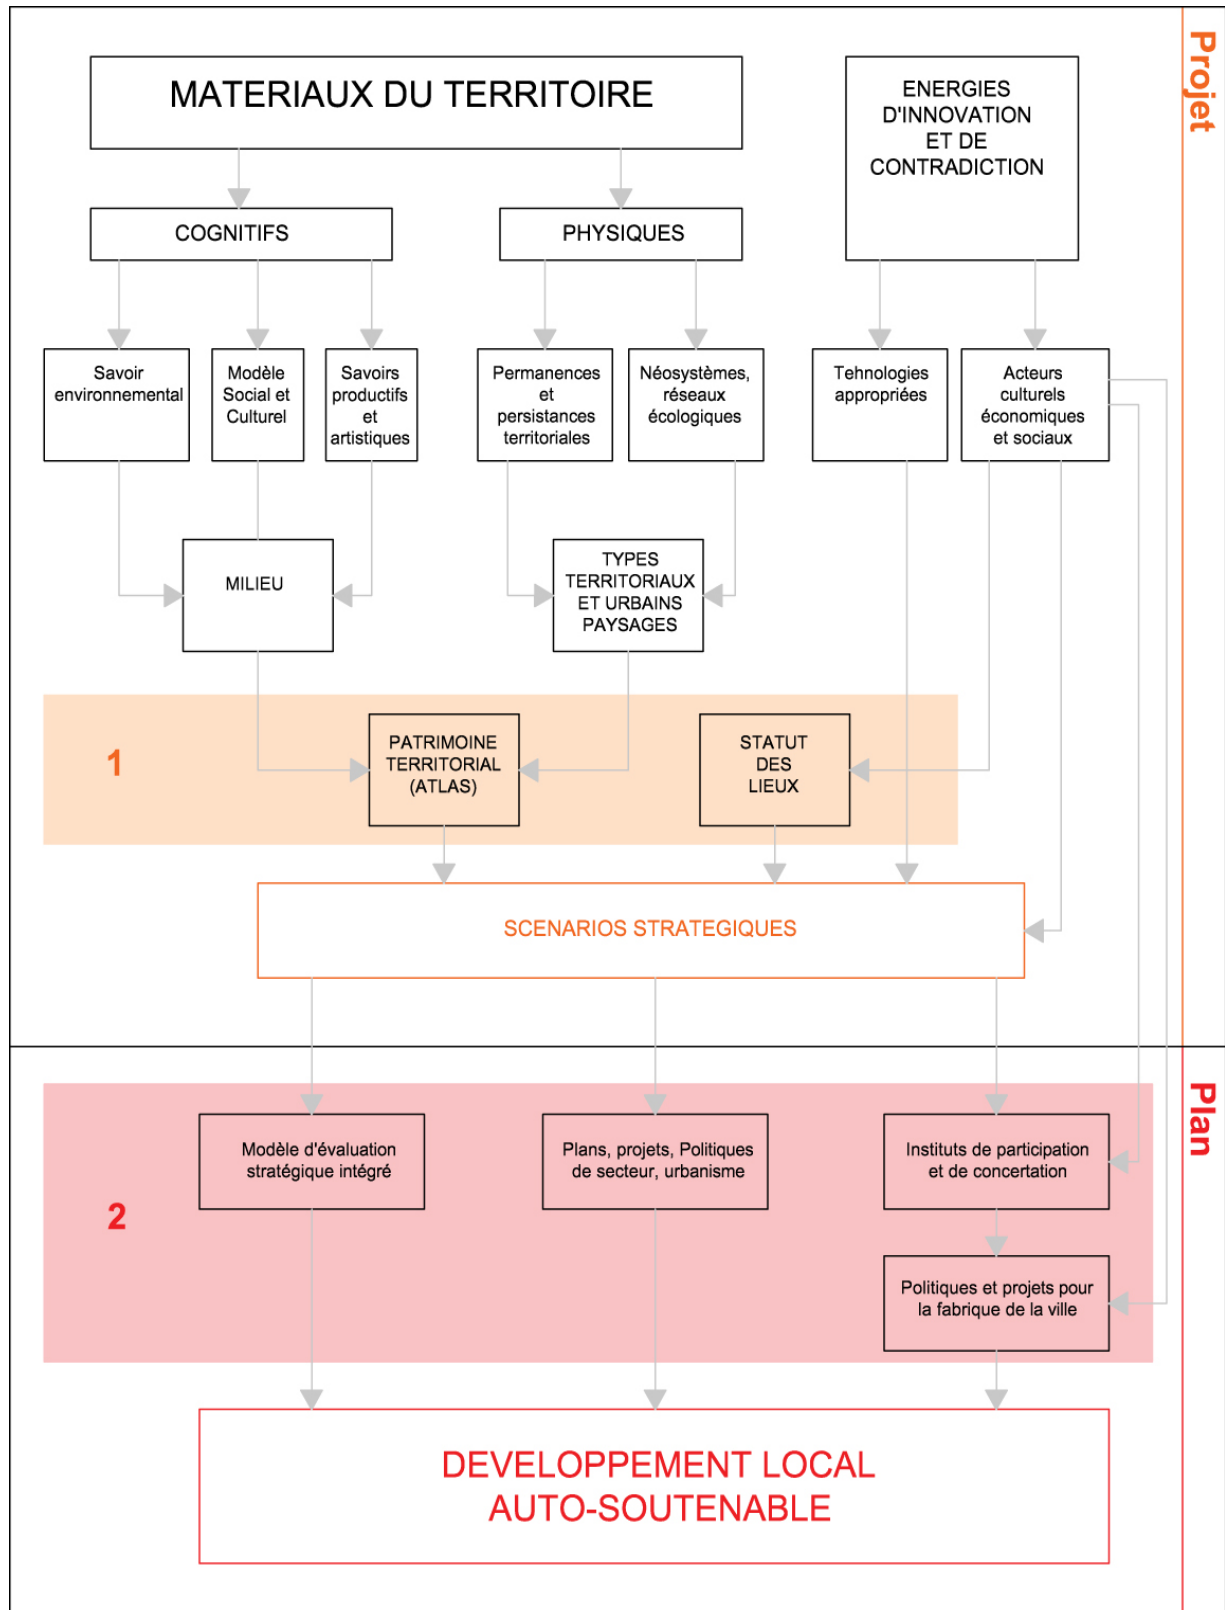 Projet
MATERIAUX DU TERRITOIRE
ENERGIES
D'INNOVATION
ET DE
CONTRADICTION
COGNITIFS
PHYSIQUES
Savoir
environmental
Modèle
Social et
Culturel
Savoirs
productifs
et
artistiques
Permanences
et
persistances
territoriales
Néosystèmes,
réseaux
écologiques
Tehnologies
appropriées
Acteurs
culturels
économiques
et sociaux
MILIEU
TYPES
TERRITORIAUX
ET URBAINS
PAYSAGES
1
PATRIMOINE
TERRITORIAL
(ATLAS)
STATUT
DES
LIEUX
SCENARIOS STRATEGIQUES
Plan
2
Modèle d'évaluation
stratégique intégré
Plans, projets, Politiques
de secteur, urbanisme
Instituts de participation
et de concertation
Politiques et projets pour
la fabrique de la ville
DEVELOPPEMENT LOCAL
AUTO-SOUTENABLE